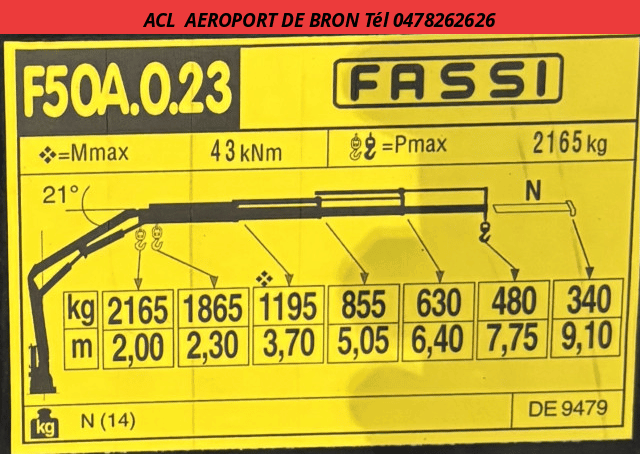 ACL AEROPORT DE BRON Tél 0478262626
F50A.0.23 FASSI
=Mmax 43 kNm =Pmax 2165 kg
21° N
kg 2165 1865 1195 855 630 480 340
m 2,00 2,30 3,70 5,05 6,40 7,75 9,10
kg N (14) DE 9479